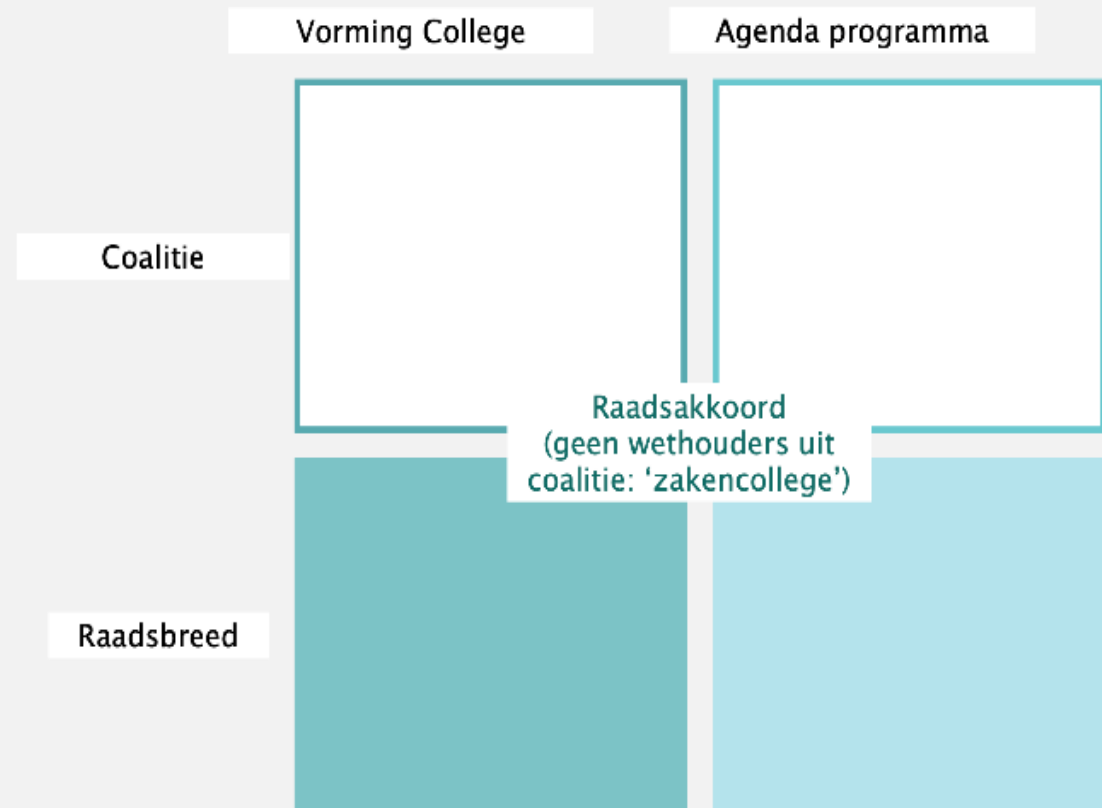 Vorming College
Agenda programma
Coalitie
Raadsakkoord
(geen wethouders uit
coalitie: ‘zakencollege’)
Raadsbreed